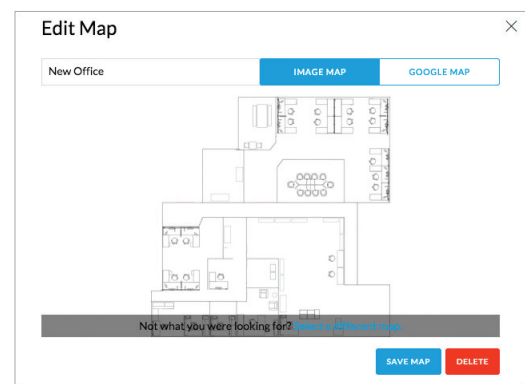 Edit Map
New Office
IMAGE MAP
GOOGLE MAP
Not what you were looking for? Select a different map.
SAVE MAP
DELETE